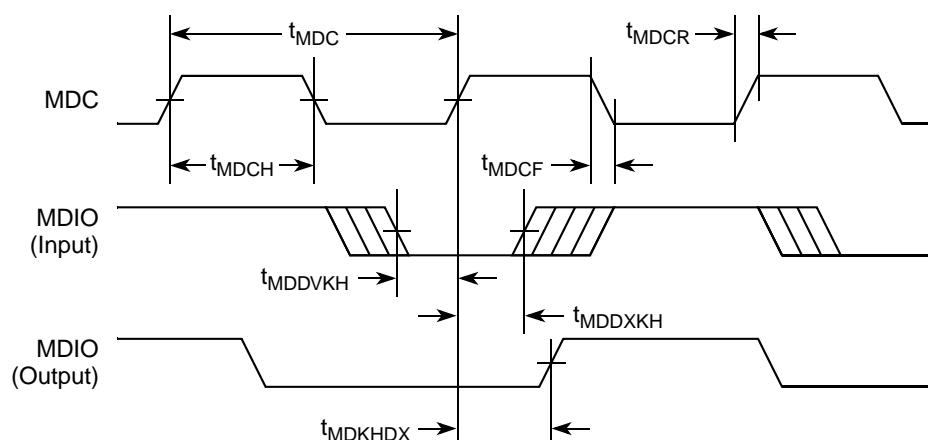 tMDC
tMDCR
MDC
tMDCH
tMDCF
MDIO
(Input)
tMDDVKH
tMDDXKH
MDIO
(Output)
tMDKHDX